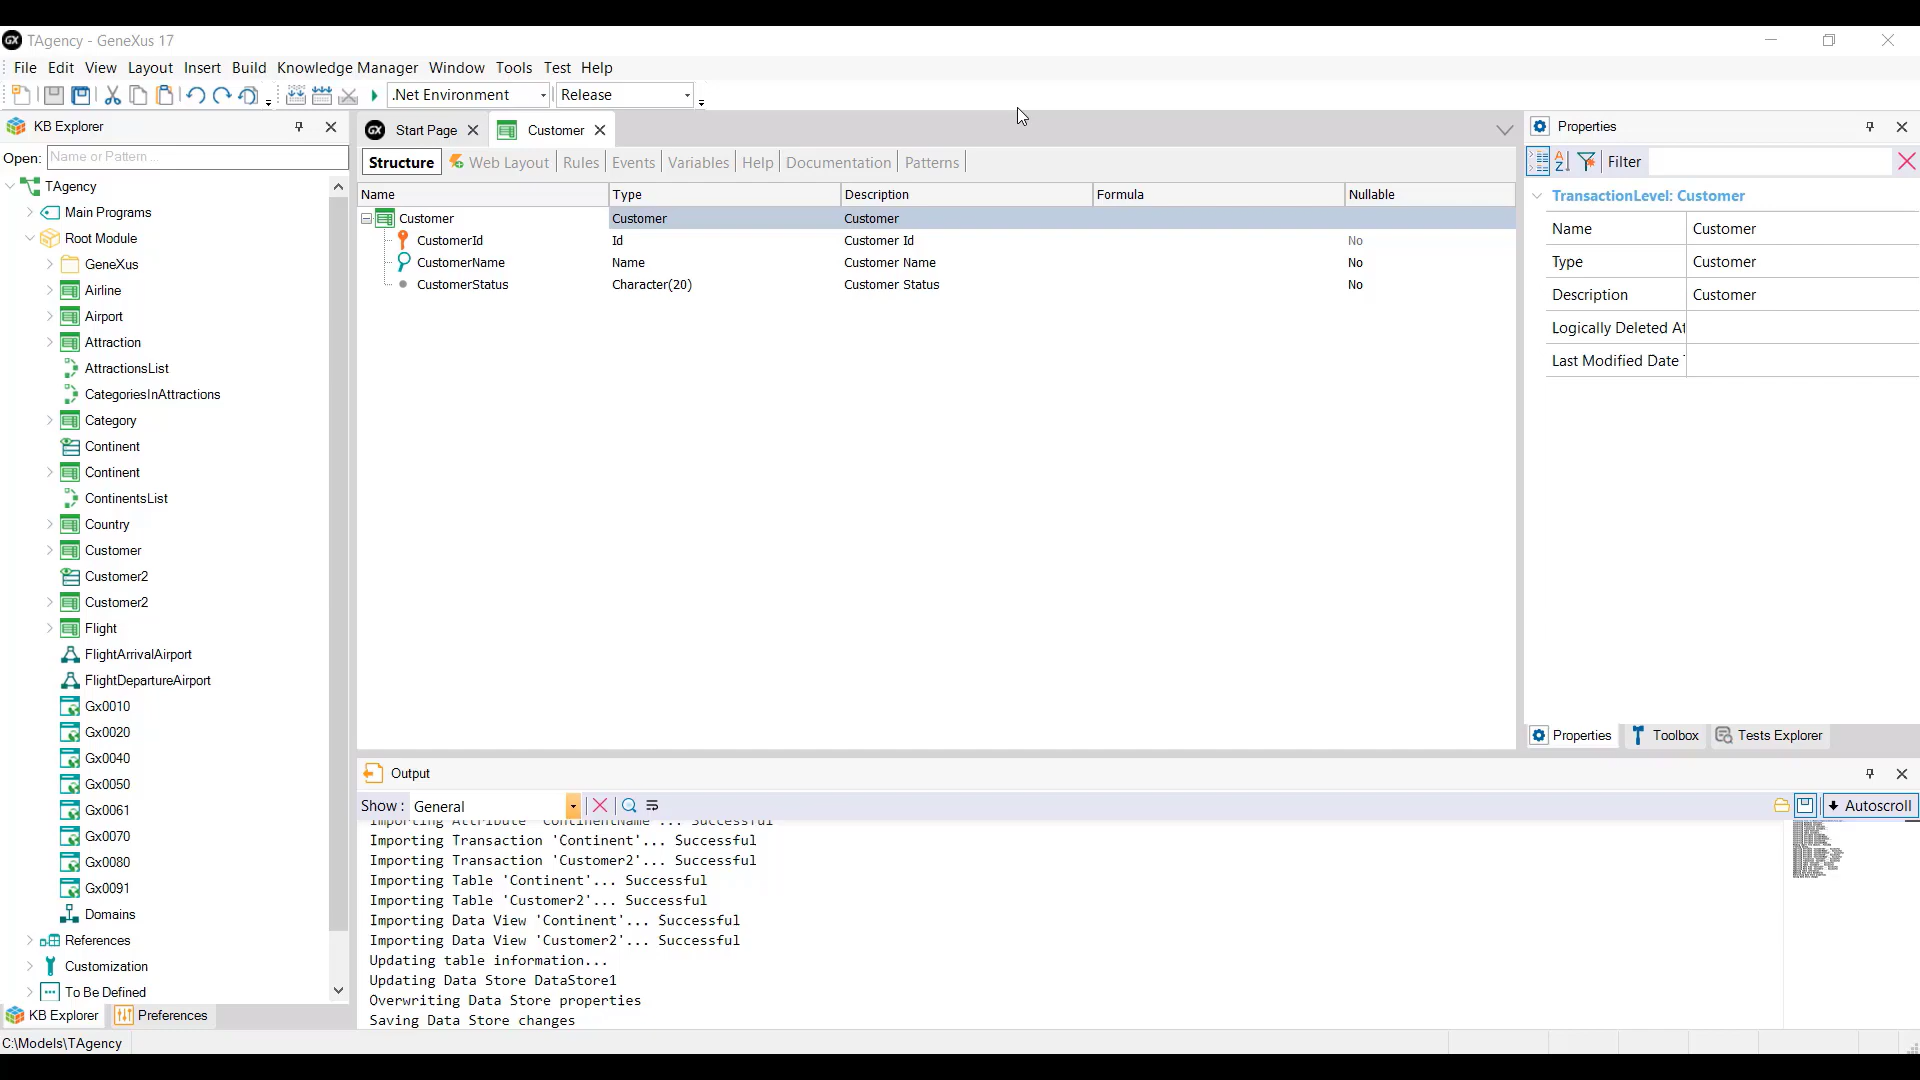 TAgency - GeneXus 17
File Edit View Layout Insert Build Knowledge Manager Window Tools Test Help
.Net Environment Release
KB Explorer
Open: Name or Pattern ...
TAgency
Main Programs
Root Module
GeneXus
Airline
Airport
Attraction
AttractionsList
CategoriesInAttractions
Category
Continent
Continent
ContinentsList
Country
Customer
Customer2
Customer2
Flight
FlightArrivalAirport
FlightDepartureAirport
Gx0010
Gx0020
Gx0040
Gx0050
Gx0061
Gx0070
Gx0080
Gx0091
Domains
References
Customization
To Be Defined
KB Explorer Preferences
Start Page Customer
Structure Web Layout Rules Events Variables Help Documentation Patterns
Name Type Description Formula Nullable
Customer Customer Customer
CustomerId Id Customer Id No
CustomerName Name Customer Name No
CustomerStatus Character(20) Customer Status No
Properties
Filter
TransactionLevel: Customer
Name Customer
Type Customer
Description Customer
Logically Deleted At
Last Modified Date
Properties Toolbox Tests Explorer
Output
Show : General Autoscroll
Importing Attribute 'ContinentName'... Successful
Importing Transaction 'Continent'... Successful
Importing Transaction 'Customer2'... Successful
Importing Table 'Continent'... Successful
Importing Table 'Customer2'... Successful
Importing Data View 'Continent'... Successful
Importing Data View 'Customer2'... Successful
Updating table information...
Updating Data Store DataStore1
Overwriting Data Store properties
Saving Data Store changes
C:\Models\TAgency